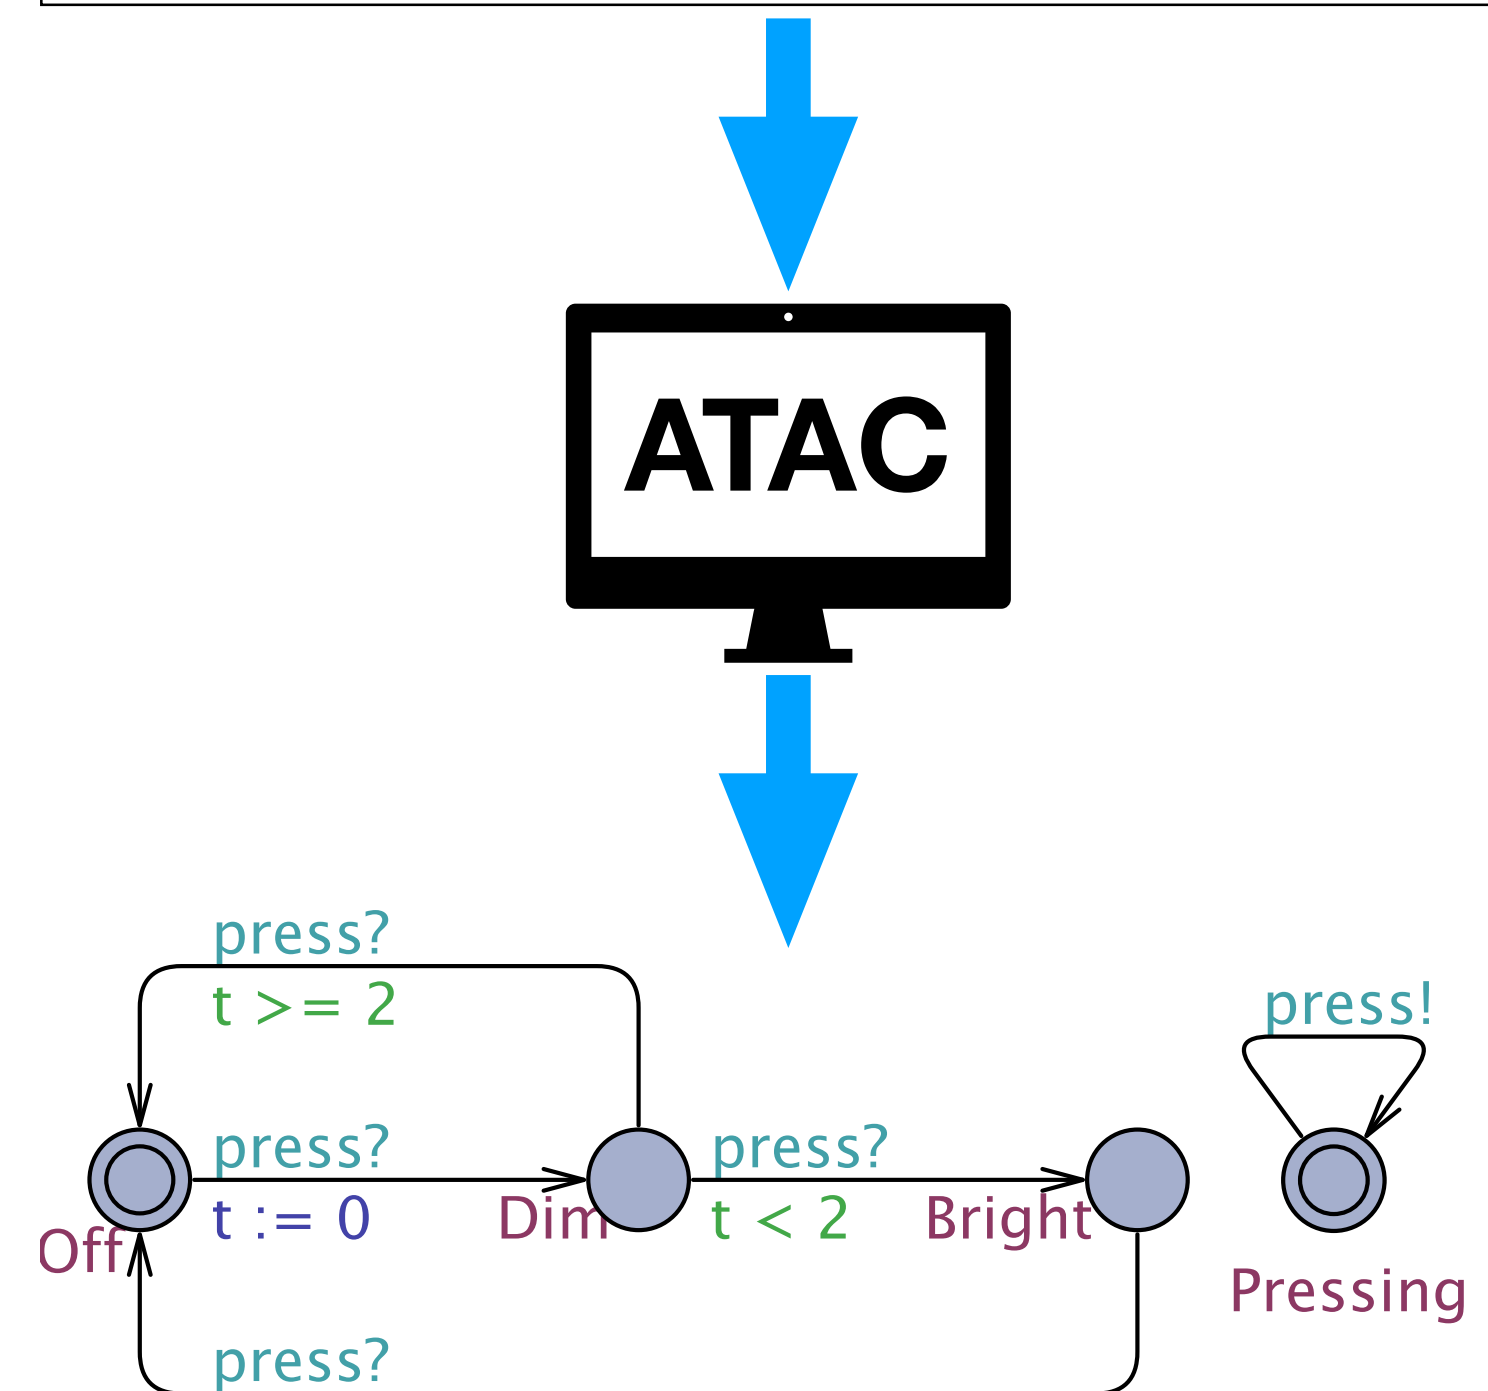 ATAC
press?
t >= 2
press!
press?
t := 0
Off
Dim
press?
t < 2
Bright
Pressing
press?